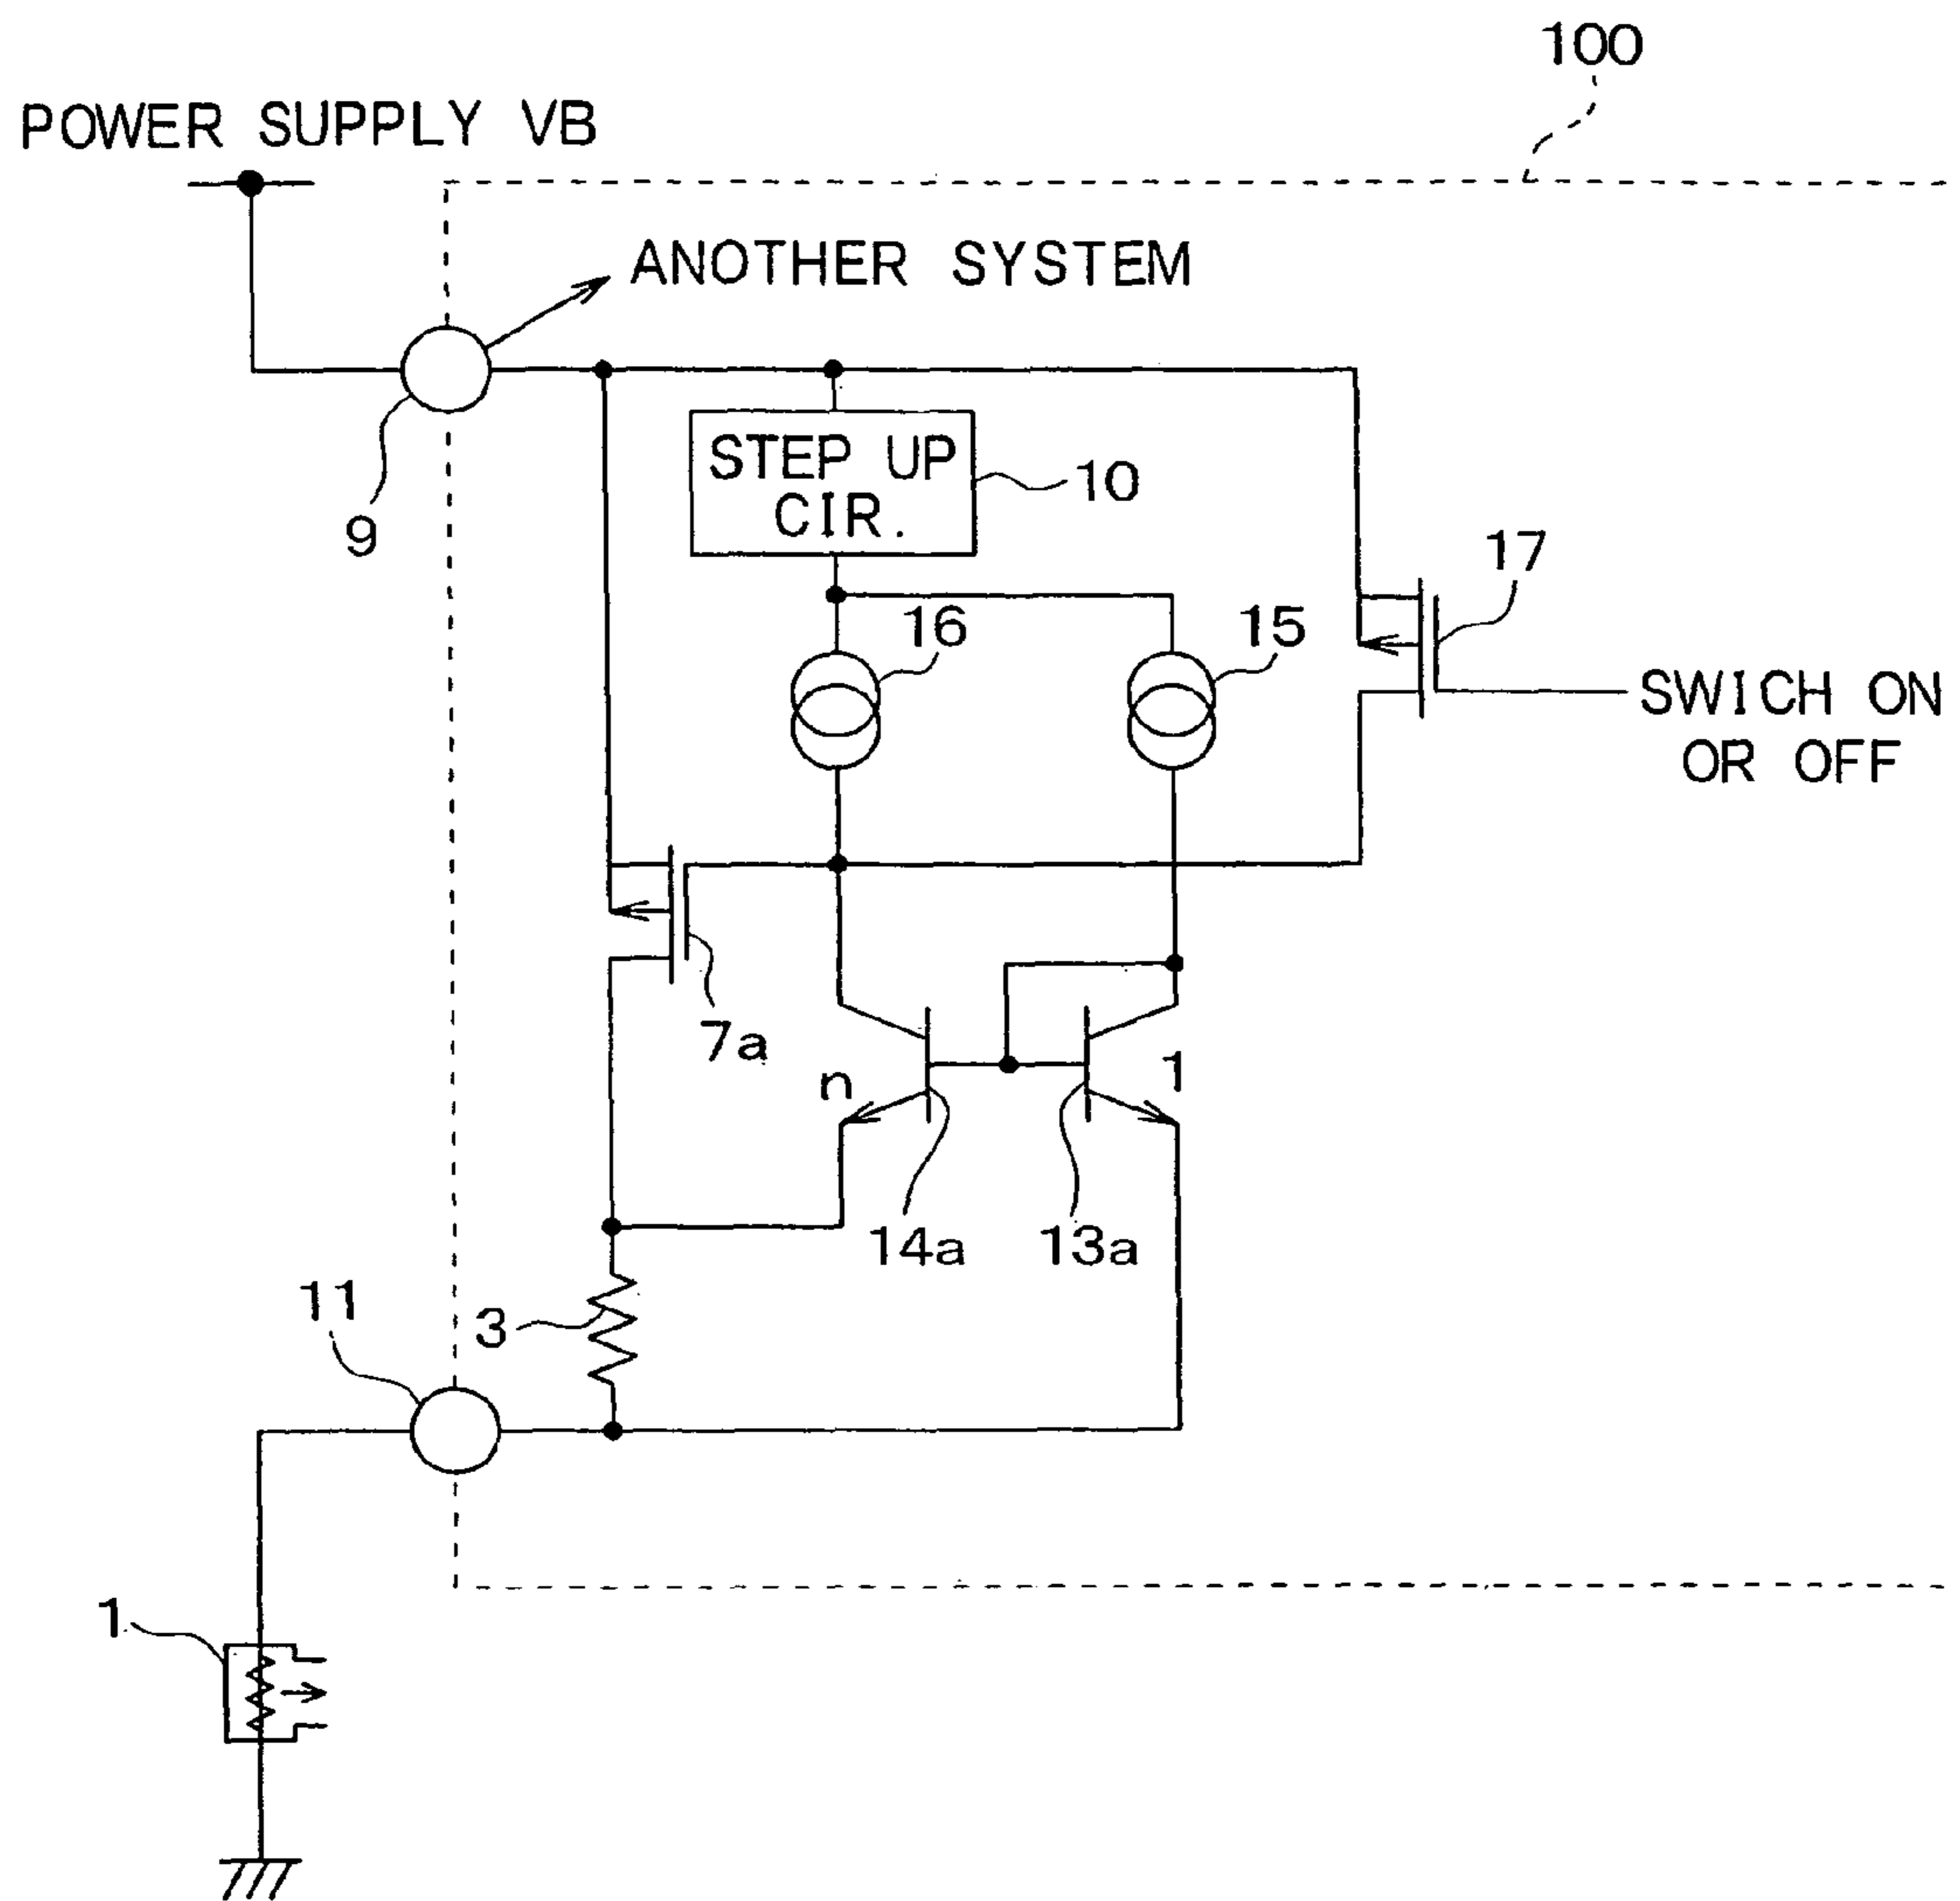 100
POWER SUPPLY VB
ANOTHER SYSTEM
9
STEP UP
CIR.
10
17
16
15
SWICH ON
OR OFF
7a
n
1
14a
13a
11
3
1